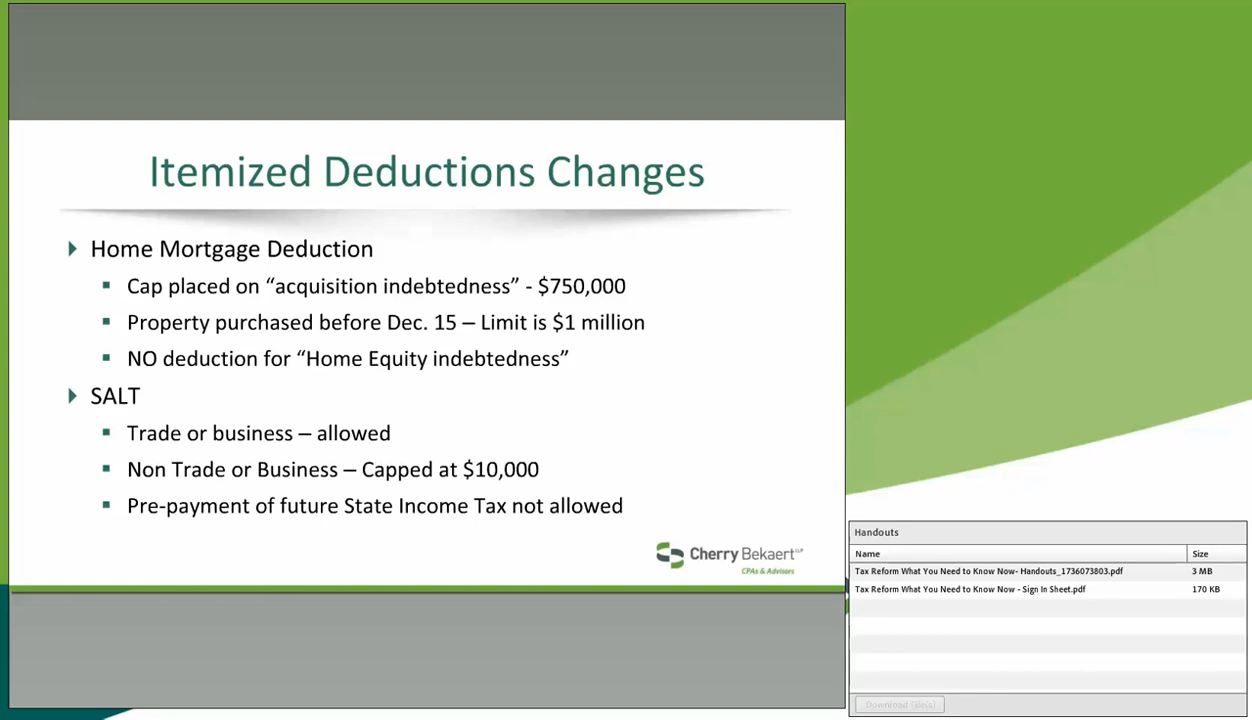 Itemized Deductions Changes
Home Mortgage Deduction
Cap placed on “acquisition indebtedness” - $750,000
Property purchased before Dec. 15 – Limit is $1 million
NO deduction for “Home Equity indebtedness”
SALT
Trade or business – allowed
Non Trade or Business – Capped at $10,000
Pre-payment of future State Income Tax not allowed
Cherry Bekaert LLP
CPAs & Advisors
Handouts
Name Size
Tax Reform What You Need to Know Now- Handouts_1736073803.pdf 3 MB
Tax Reform What You Need to Know Now - Sign In Sheet.pdf 170 KB
Download File(s)